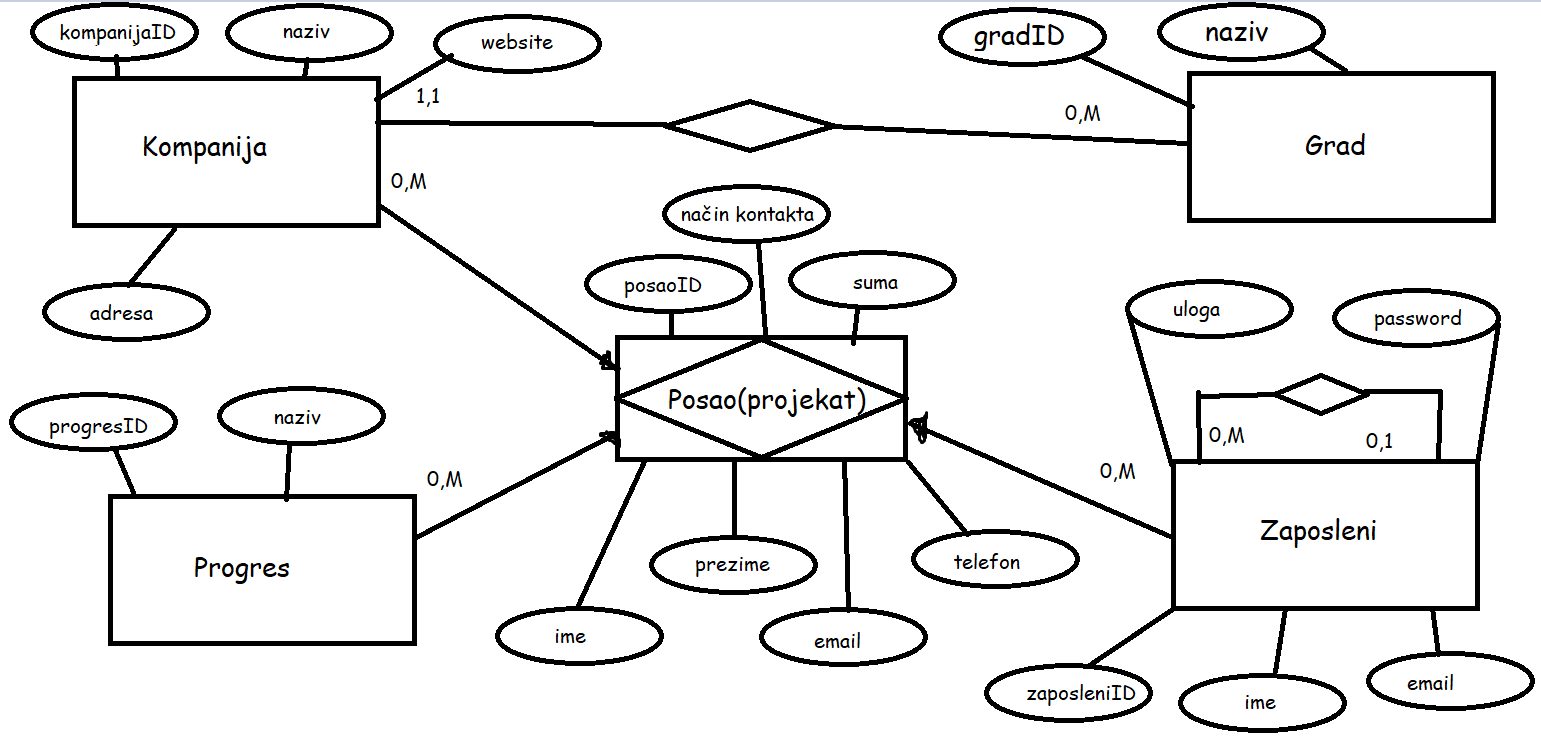 kompanijaID
naziv
website
gradID
naziv
1,1
0,M
Kompanija
Grad
0,M
način kontakta
posaoID
suma
adresa
uloga
password
Posao(projekat)
progresID
naziv
0,M
0,1
0,M
0,M
Zaposleni
Progres
prezime
telefon
ime
email
zaposleniID
ime
email